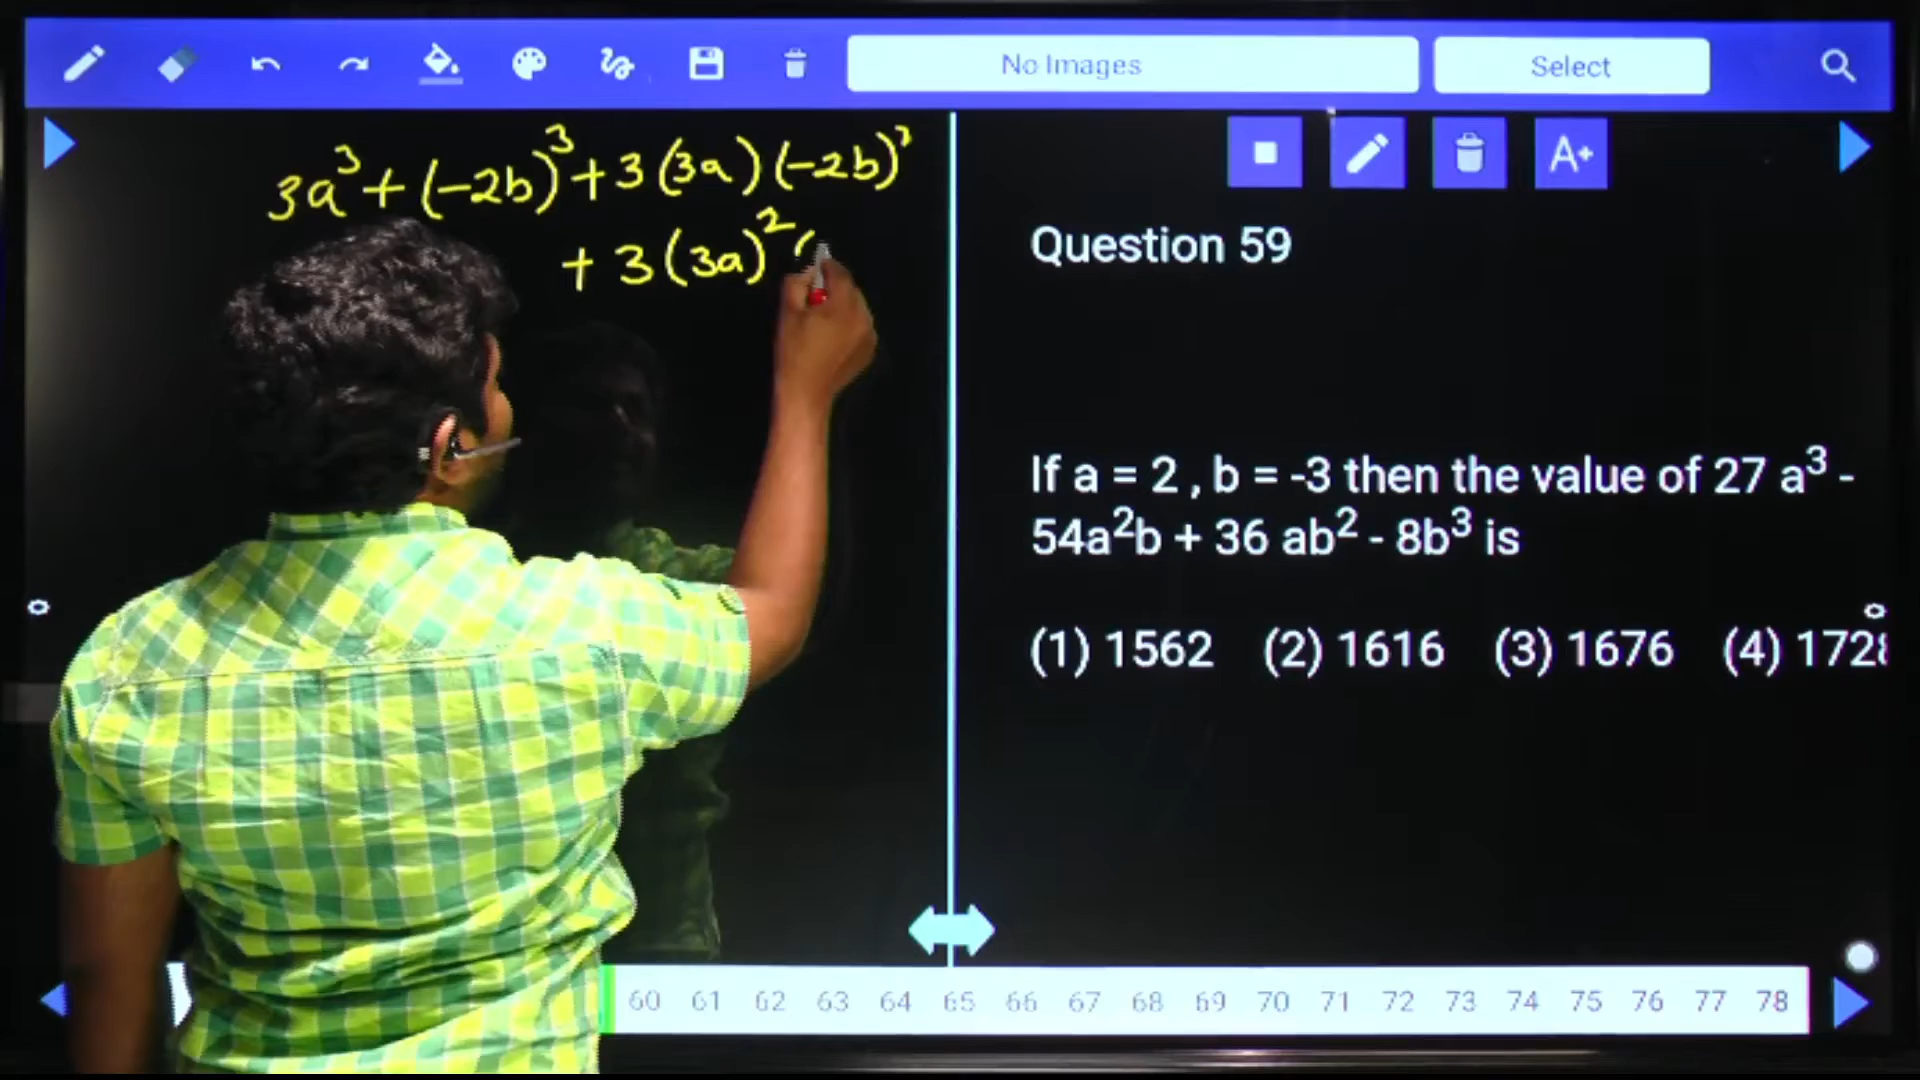 No Images
Select
3a³ + (-2b)³ + 3 (3a) (-2b)²
+ 3 (3a)² (
A+
Question 59
If a = 2 , b = -3 then the value of 27 a³ -
54a²b + 36 ab² - 8b³ is
(1) 1562 (2) 1616 (3) 1676 (4) 1728
60 61 62 63 64 65 66 67 68 69 70 71 72 73 74 75 76 77 78